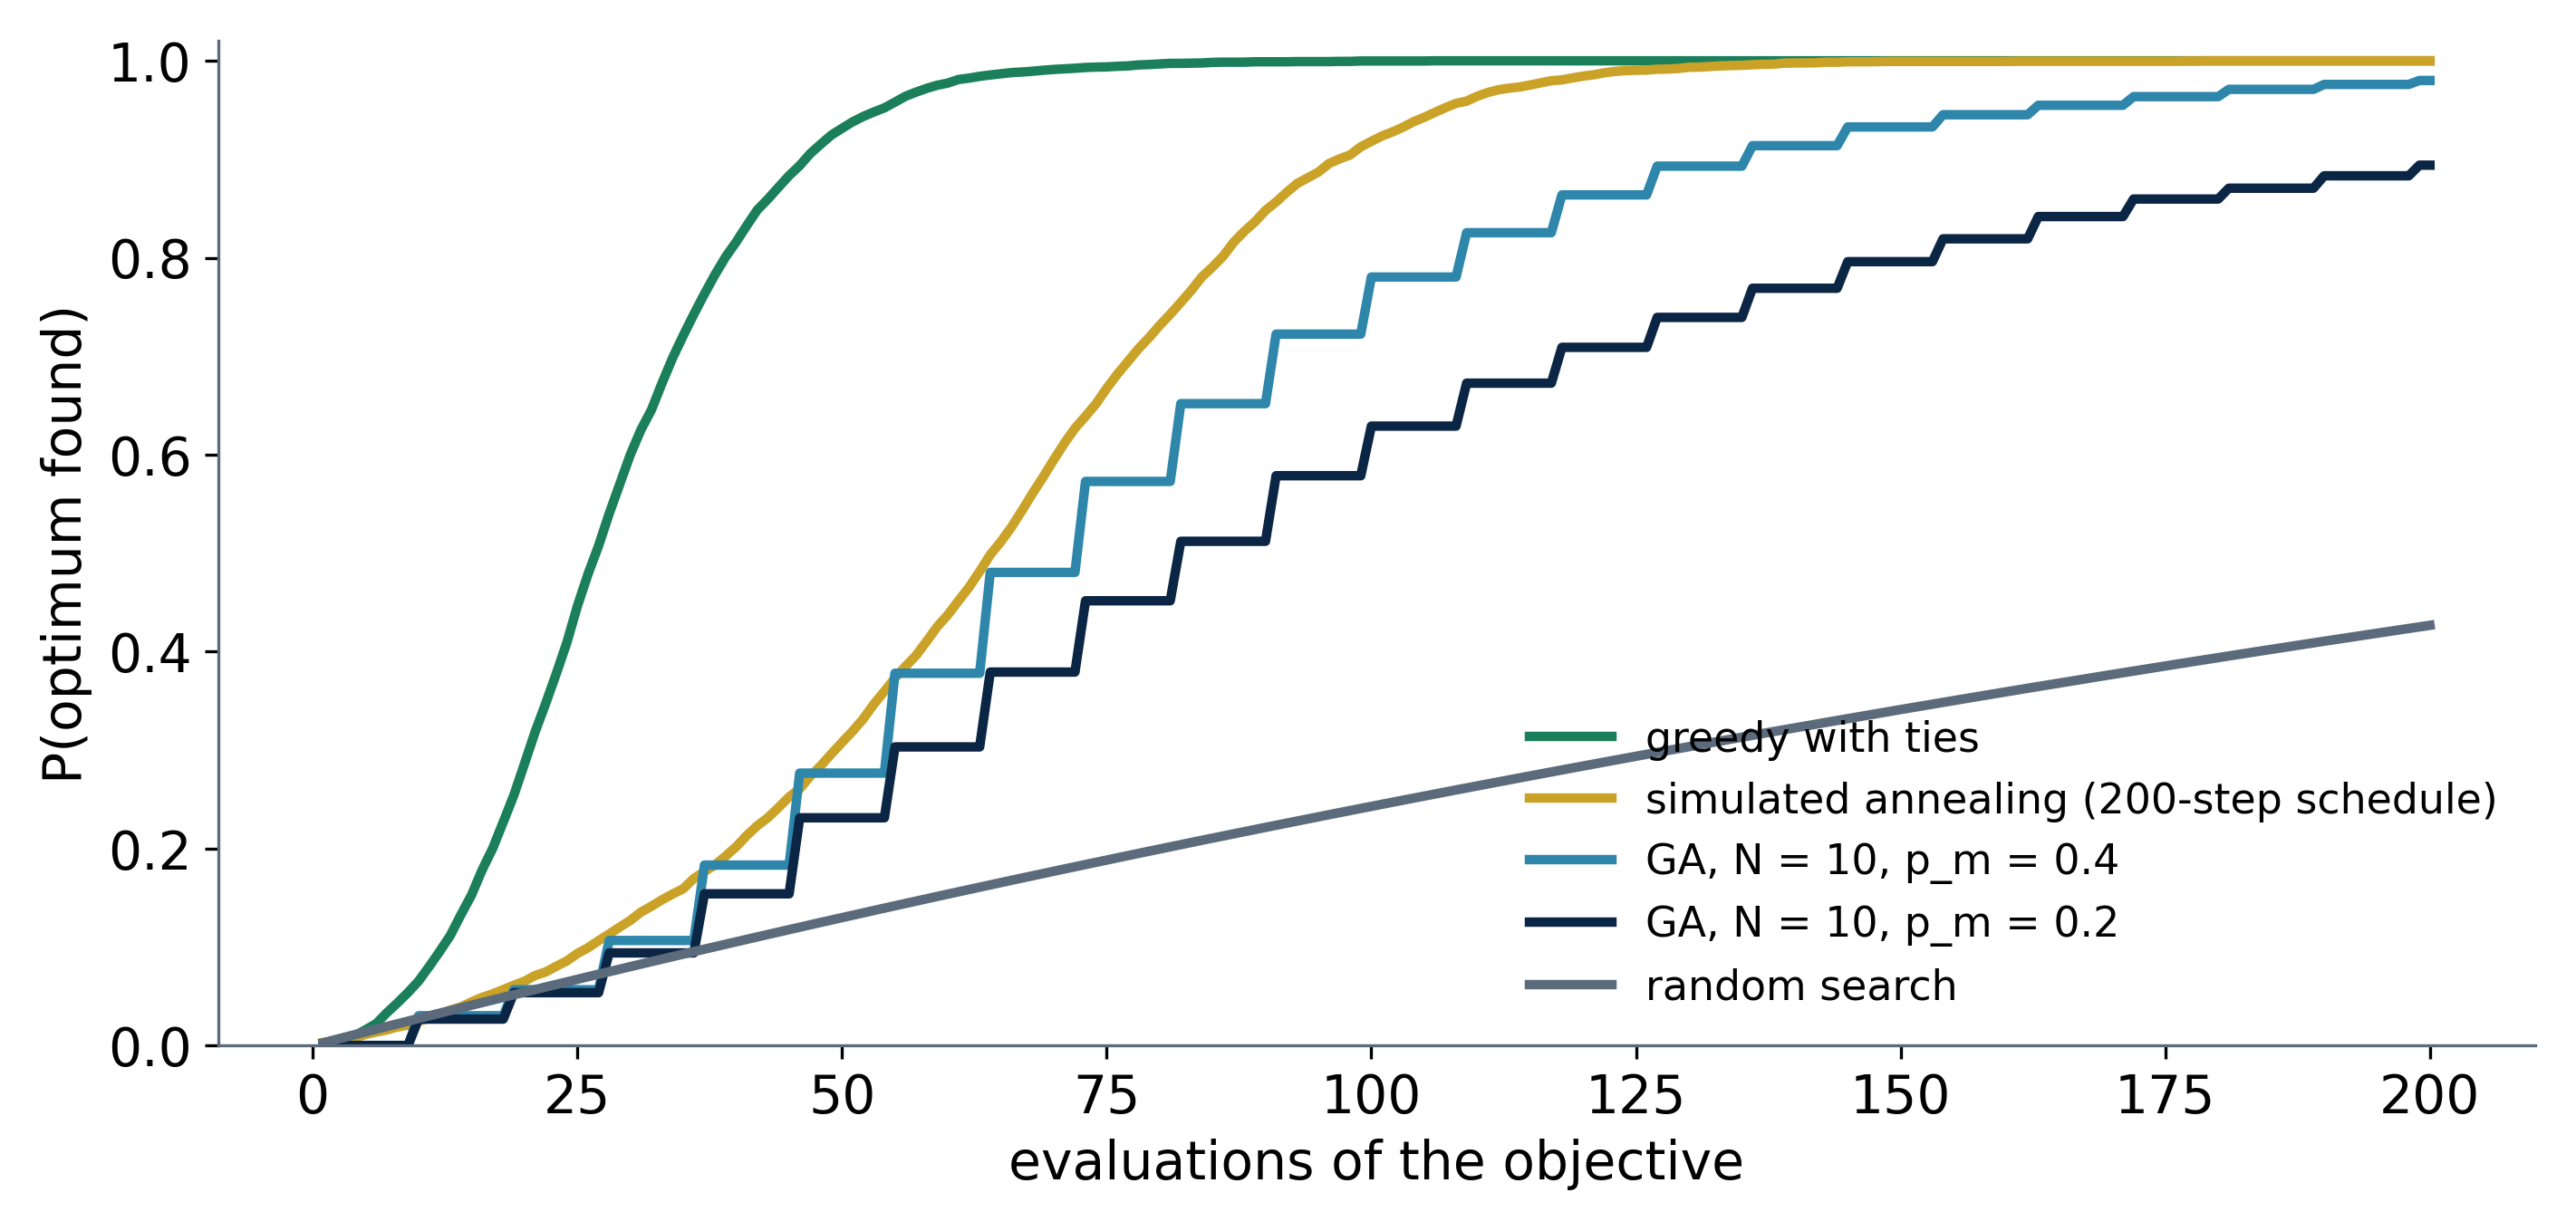 1.0
0.8
0.6
0.4
0.2
0.0
P(optimum found)
greedy with ties
simulated annealing (200-step schedule)
GA, N = 10, p_m = 0.4
GA, N = 10, p_m = 0.2
random search
0 25 50 75 100 125 150 175 200
evaluations of the objective